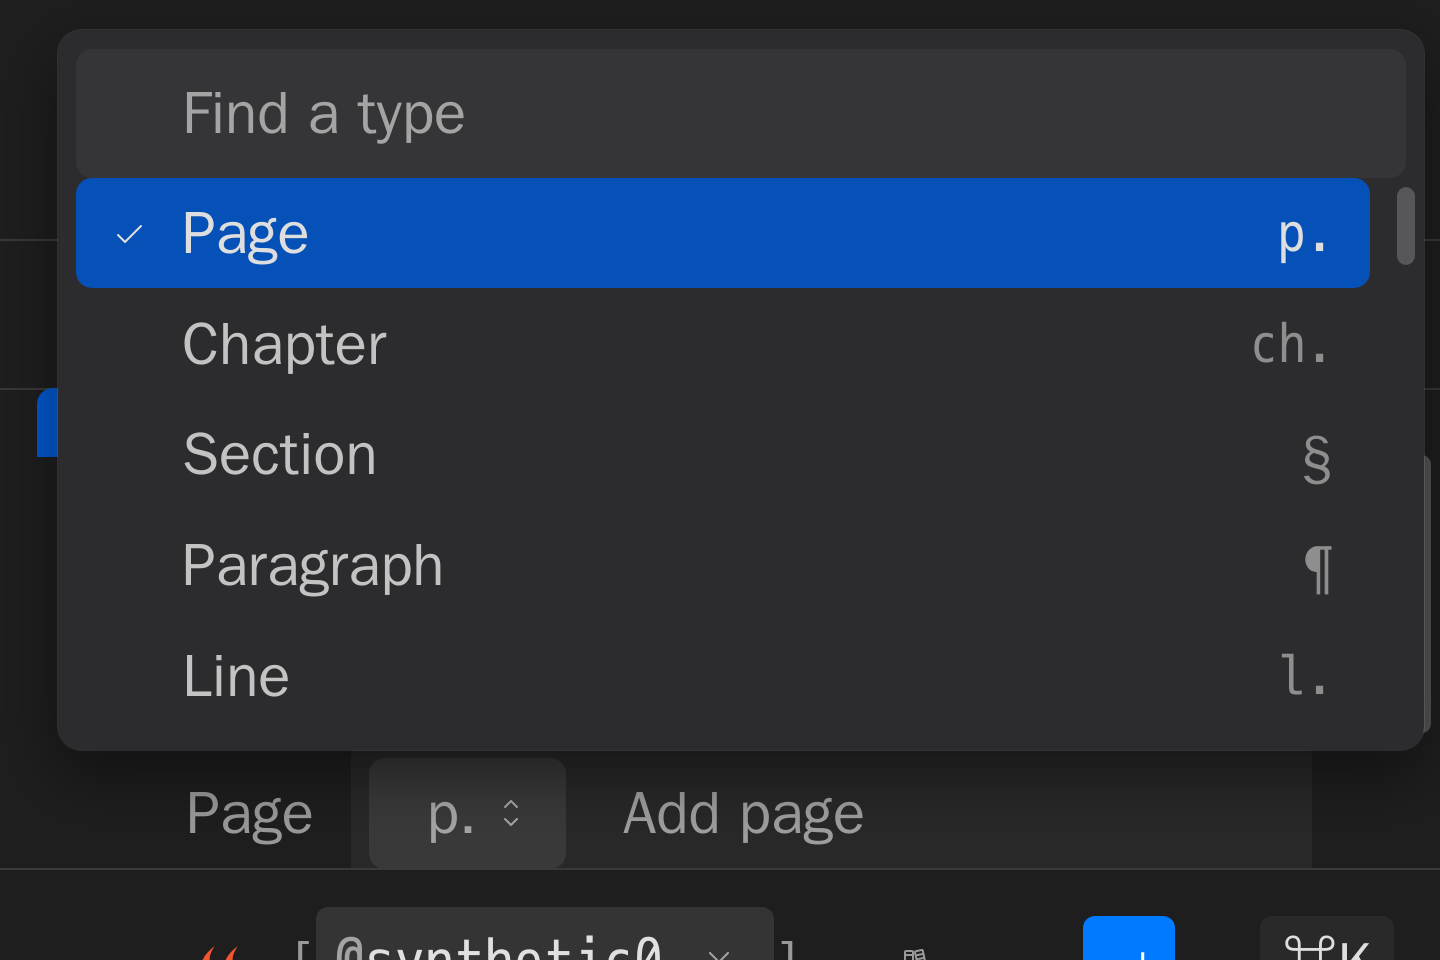 Find a type
Page p.
Chapter ch.
Section §
Paragraph ¶
Line l.
Page p. Add page
[@synthetic0 ] ⌘K